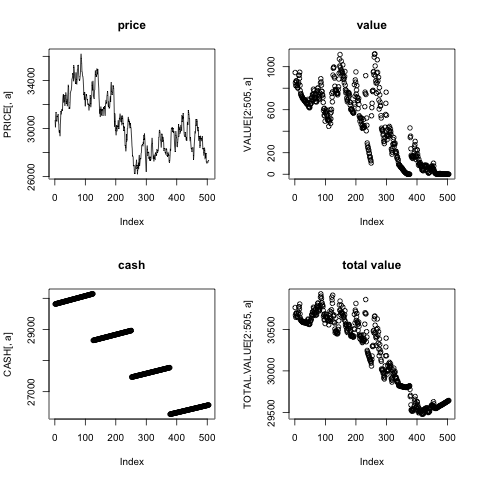 price
PRICE[, a]
26000 30000 34000
0 100 200 300 400 500
Index
value
VALUE[2:505, a]
0 200 600 1000
0 100 200 300 400 500
Index
cash
CASH[, a]
27000 29000
0 100 200 300 400 500
Index
total value
TOTAL.VALUE[2:505, a]
29500 30000 30500
0 100 200 300 400 500
Index